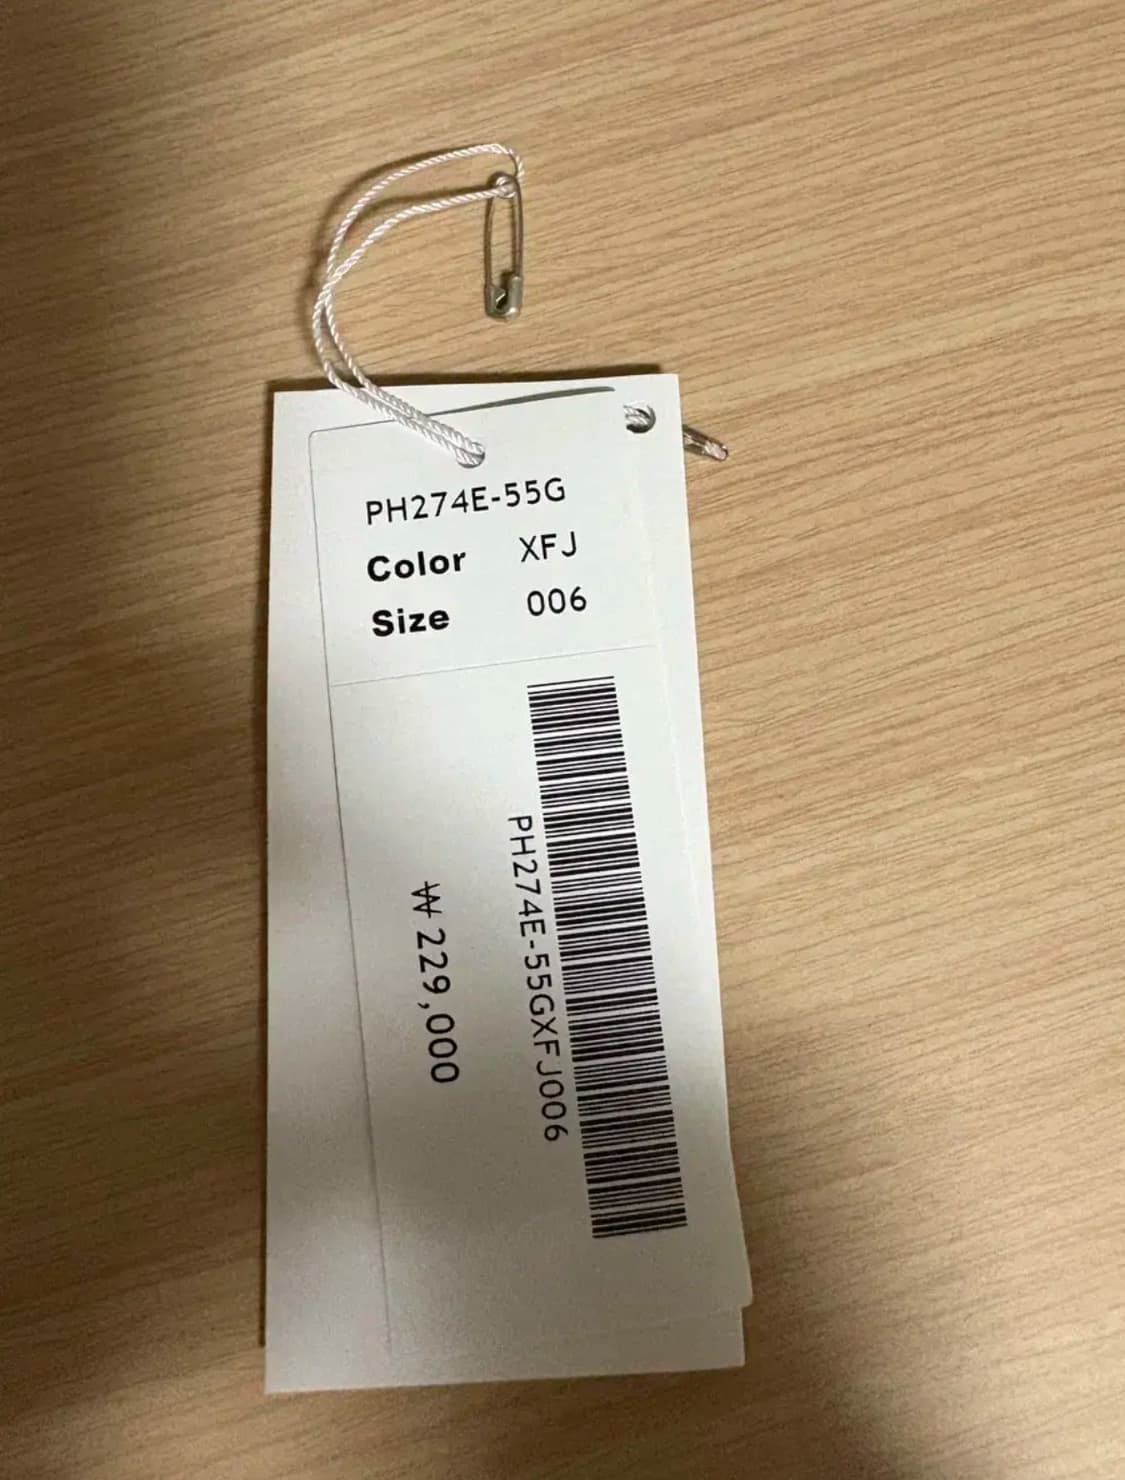 PH274E-55G
Color XFJ
Size 006
PH274E-55GXFJ006
₩ 229,000